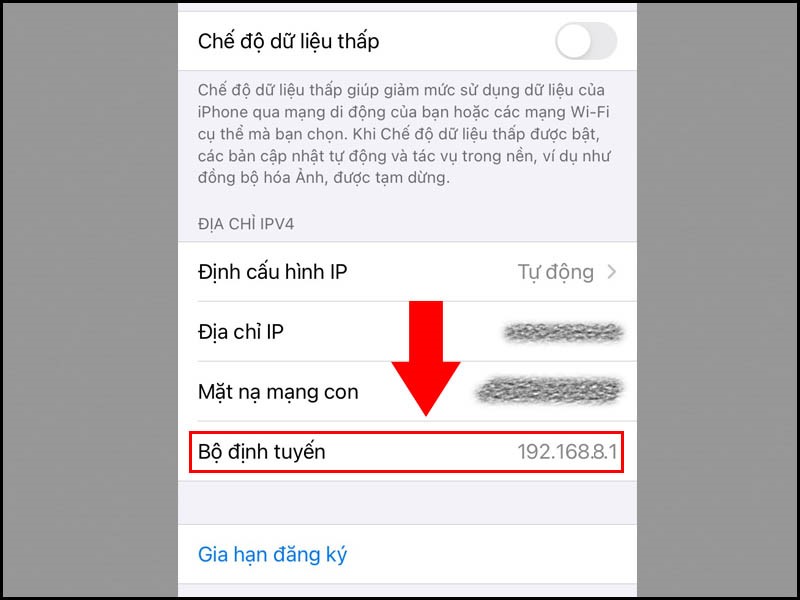 Chế độ dữ liệu thấp
Chế độ dữ liệu thấp giúp giảm mức sử dụng dữ liệu của
iPhone qua mạng di động của bạn hoặc các mạng Wi-Fi
cụ thể mà bạn chọn. Khi Chế độ dữ liệu thấp được bật,
các bản cập nhật tự động và tác vụ trong nền, ví dụ như
đồng bộ hóa Ảnh, được tạm dừng.
ĐỊA CHỈ IPV4
Định cấu hình IP Tự động
Địa chỉ IP
Mặt nạ mạng con
Bộ định tuyến 192.168.8.1
Gia hạn đăng ký